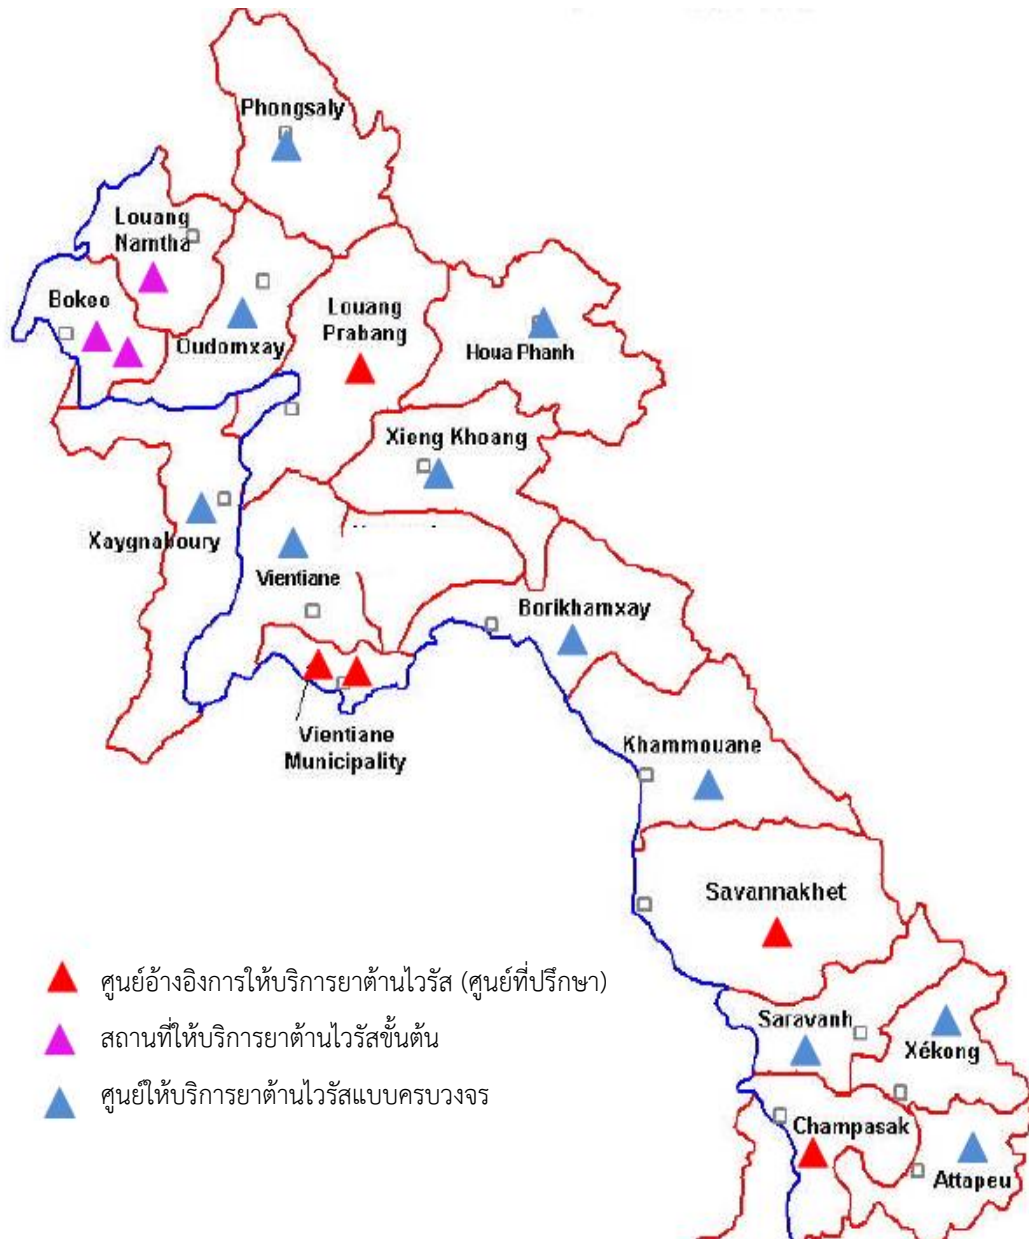 Phongsaly
Louang
Namtha
Bokeo
Oudomxay
Louang
Prabang
Houa Phanh
Xieng Khoang
Xaygnaboury
Vientiane
Borikhamxay
Vientiane
Municipality
Khammouane
Savannakhet
Saravanh
Xékong
Champasak
Attapeu
ศูนย์อ้างอิงการให้บริการยาต้านไวรัส (ศูนย์ที่ปรึกษา)
สถานที่ให้บริการยาต้านไวรัสขั้นต้น
ศูนย์ให้บริการยาต้านไวรัสแบบครบวงจร